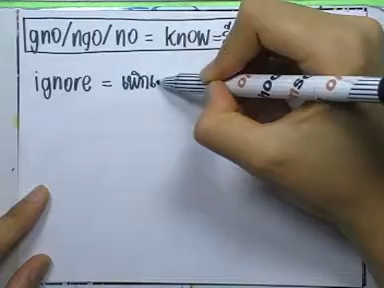 gno/ngo/no = know =
ignore =